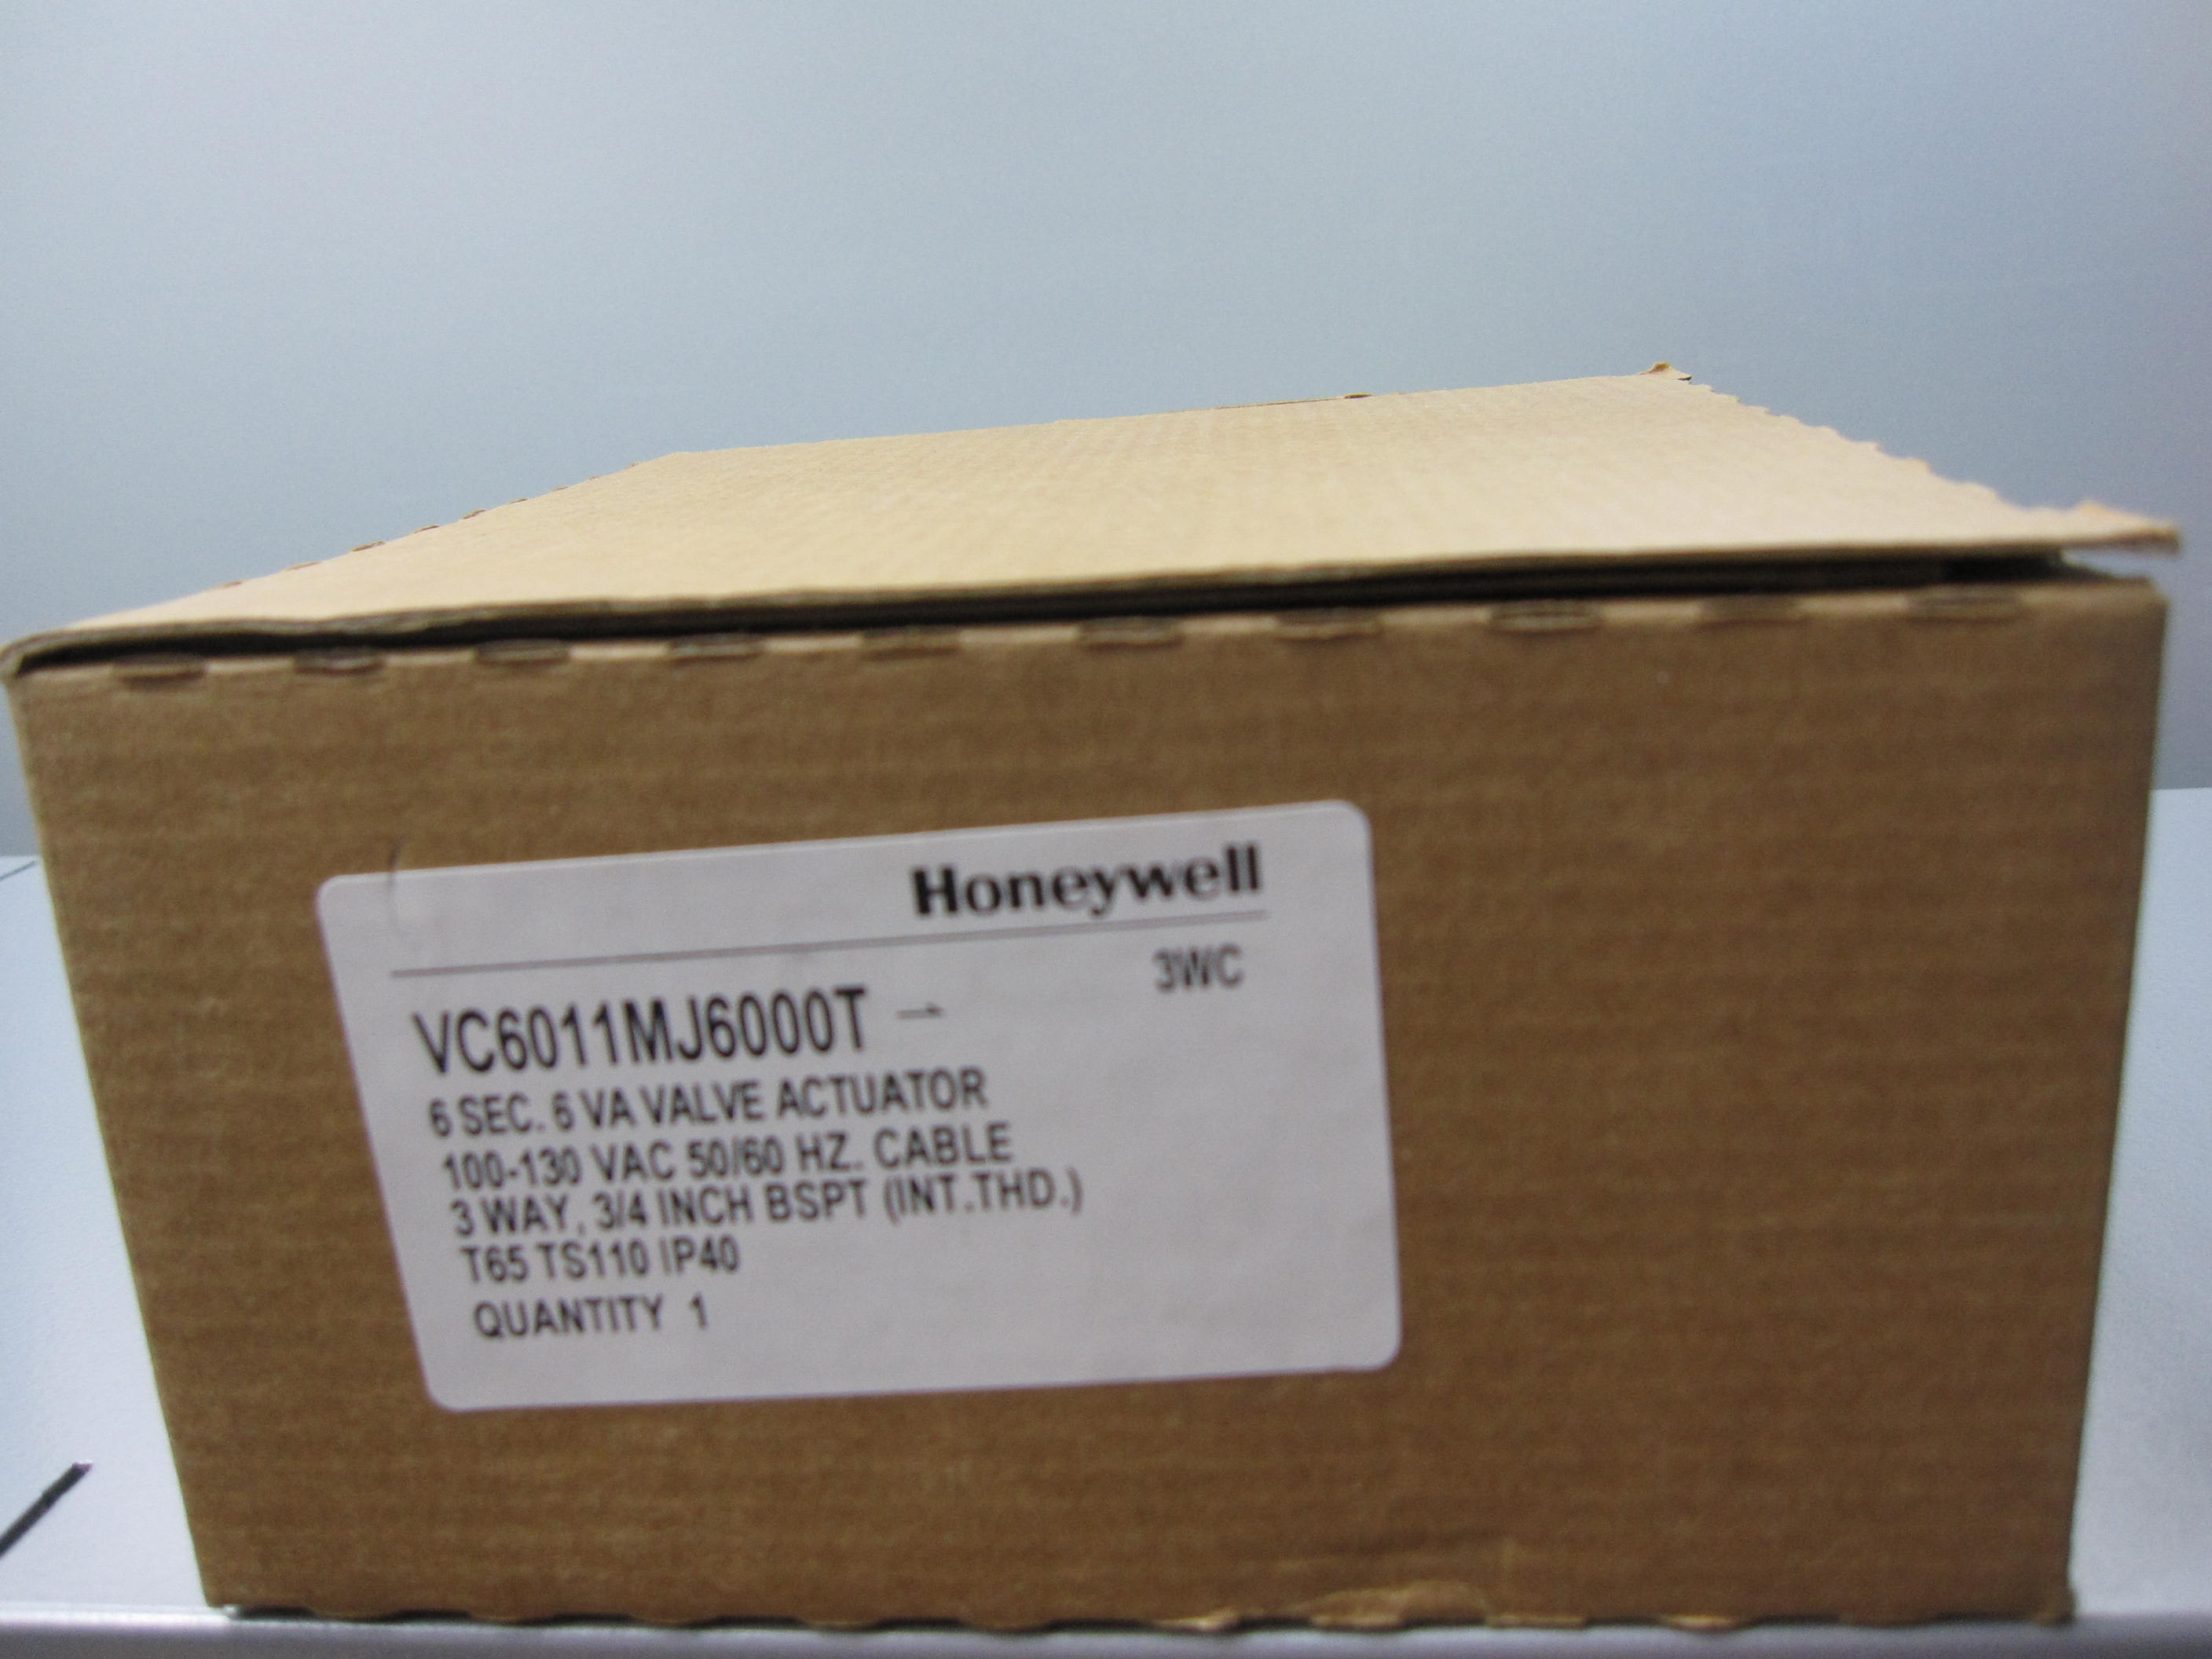 Honeywell
3WC
VC6011MJ6000T
6 SEC. 6 VA VALVE ACTUATOR
100-130 VAC 50/60 HZ. CABLE
3 WAY, 3/4 INCH BSPT (INT.THD.)
T65 TS110 IP40
QUANTITY 1